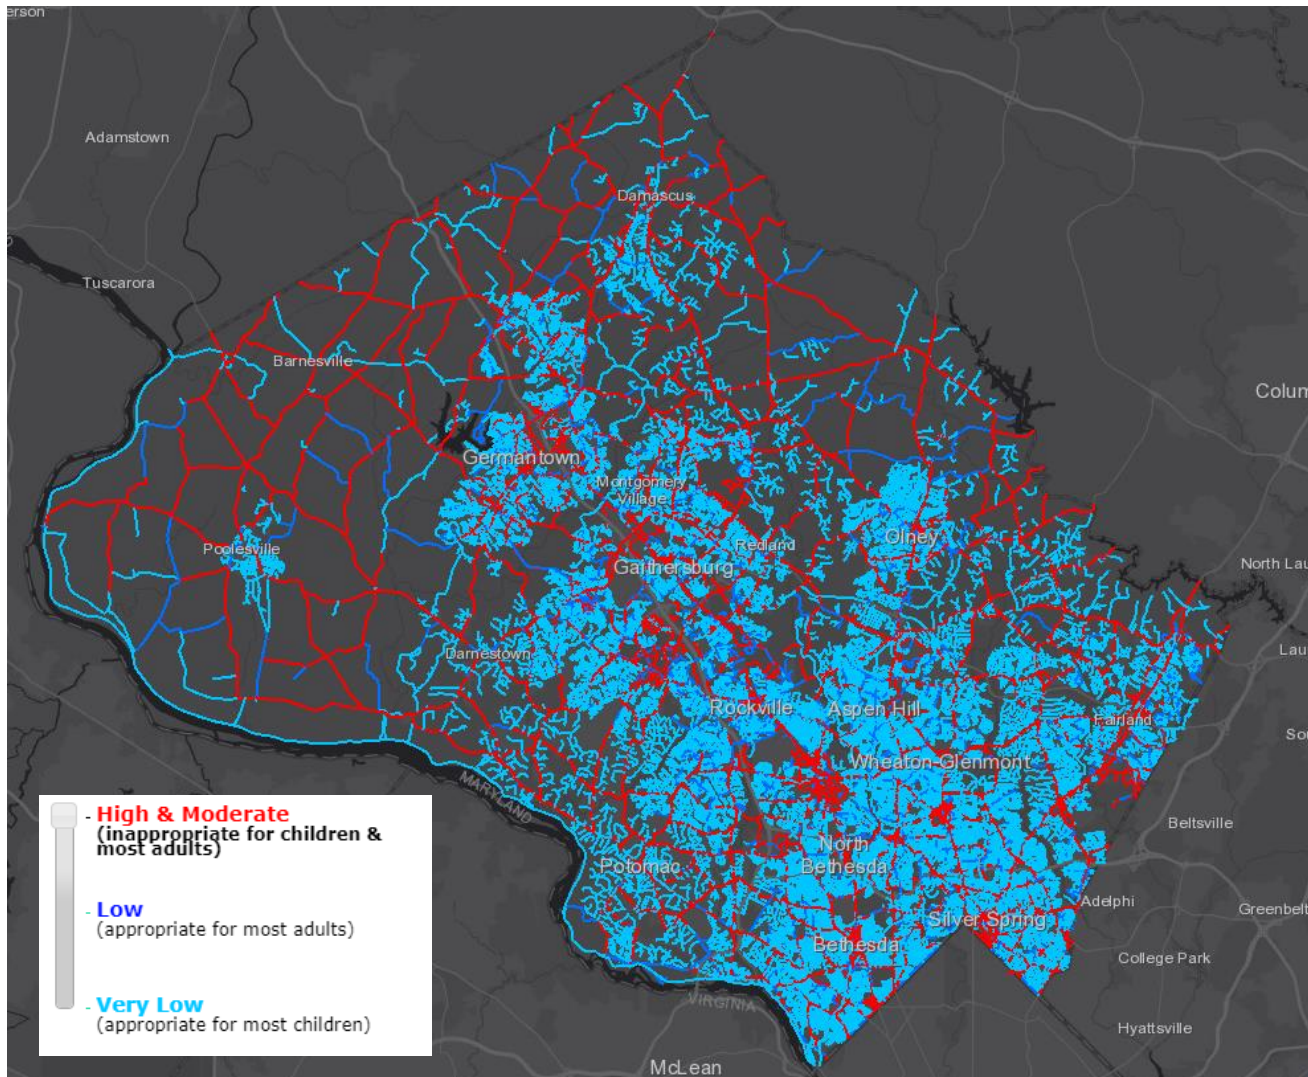 erson
Adamstown
Damascus
Tuscarora
Barnesville
Colum
Germantown
Montgomery
Village
Poolesville
Redland
Olney
North Lau
Gaithersburg
Darnestown
Lau
Rockville
Aspen Hill
Fairland
Sou
Wheaton-Glenmont
MARYLAND
Beltsville
North
Bethesda
Potomac
Adelphi
Silver Spring
Greenbelt
Bethesda
College Park
VIRGINIA
Hyattsville
McLean
- High & Moderate
(inappropriate for children &
most adults)
- Low
(appropriate for most adults)
- Very Low
(appropriate for most children)